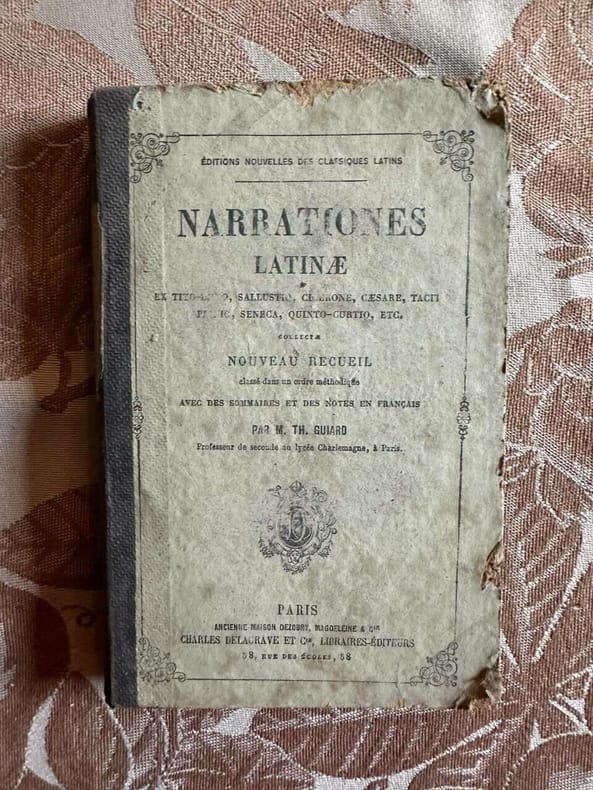 ÉDITIONS NOUVELLES DES CLASSIQUES LATINS
NARRATIONES
LATINÆ
EX SALLUSTIO, CICERONE, CÆSARE,
SENECA, QUINTO-CURTIO, ETC.
COLLECTÆ
NOUVEAU RECUEIL
classé dans un ordre méthodique
AVEC DES SOMMAIRES ET DES NOTES EN FRANÇAIS
PAR M. TH. GUIARD
Professeur de seconde au lycée Charlemagne, à Paris.
PARIS
ANCIENNE MAISON DEZOBRY, MAGDELEINE & Cie
CHARLES DELAGRAVE ET Cie, LIBRAIRES-ÉDITEURS
58, RUE DES ÉCOLES, 58